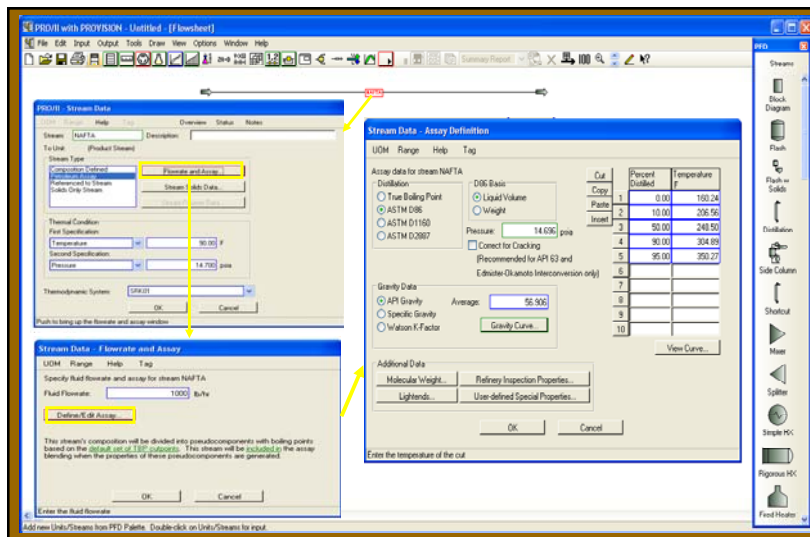 PRO/II with PROVISION - Untitled - [Flowsheet]
File Edit Input Output Tools Draw View Options Window Help
Summary Report
100
NAFTA
PRO/II - Stream Data
UOM Range Help Tag Overview Status Notes
Stream: NAFTA Description:
To Unit: (Product Stream)
Stream Type
Composition Defined
Petroleum Assay
Referenced to Stream
Solids Only Stream
Flowrate and Assay...
Stream Solids Data...
Thermal Condition:
First Specification:
Temperature 90.00 F
Second Specification:
Pressure 14.700 psia
Thermodynamic System: SRK01
OK Cancel
Push to bring up the flowrate and assay window
Stream Data - Flowrate and Assay
UOM Range Help Tag
Specify fluid flowrate and assay for stream NAFTA
Fluid Flowrate: 1000 lb/hr
Define/Edit Assay...
This stream's composition will be divided into pseudocomponents with boiling points
based on the default set of TBP cutpoints. This stream will be included in the assay
blending when the properties of these pseudocomponents are generated.
OK Cancel
Enter the fluid flowrate
Stream Data - Assay Definition
UOM Range Help Tag
Assay data for stream NAFTA
Distillation
True Boiling Point
ASTM D86
ASTM D1160
ASTM D2887
D86 Basis
Liquid Volume
Weight
Pressure: 14.696 psia
Correct for Cracking
(Recommended for API 63 and
Edmister-Okamoto Interconversion only)
Gravity Data
API Gravity
Specific Gravity
Watson K-Factor
Average: 56.906
Gravity Curve...
Cut
Copy
Paste
Insert
Percent Distilled Temperature F
1 0.00 160.24
2 10.00 206.56
3 50.00 248.50
4 90.00 304.89
5 95.00 350.27
6
7
8
9
10
View Curve...
Additional Data
Molecular Weight... Refinery Inspection Properties...
Lightends... User-defined Special Properties...
OK Cancel
Enter the temperature of the cut
PFD
Streams
Block
Diagram
Flash
Flash w
Solids
Distillation
Side Column
Shortcut
Mixer
Splitter
Simple HX
Rigorous HX
Fired Heater
Add new Units/Streams from PFD Palette. Double-click on Units/Streams for input.